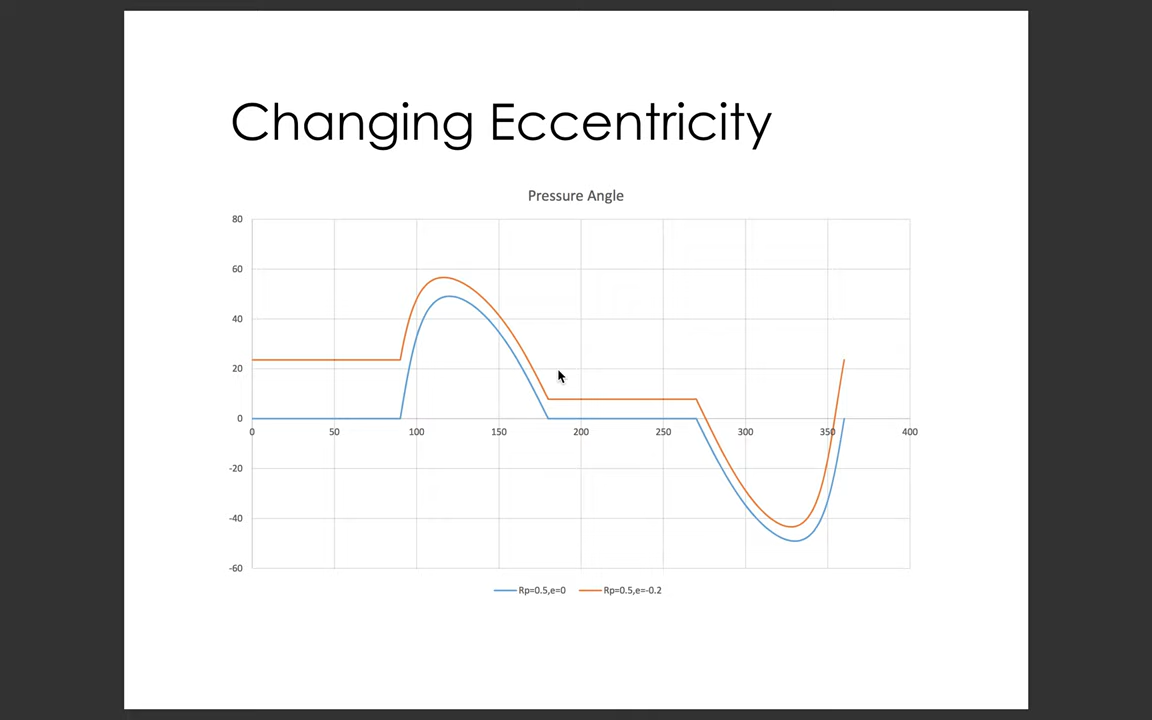 Changing Eccentricity
Pressure Angle
80
60
40
20
0
-20
-40
-60
0 50 100 150 200 250 300 350 400
Rp=0.5,e=0 Rp=0.5,e=-0.2